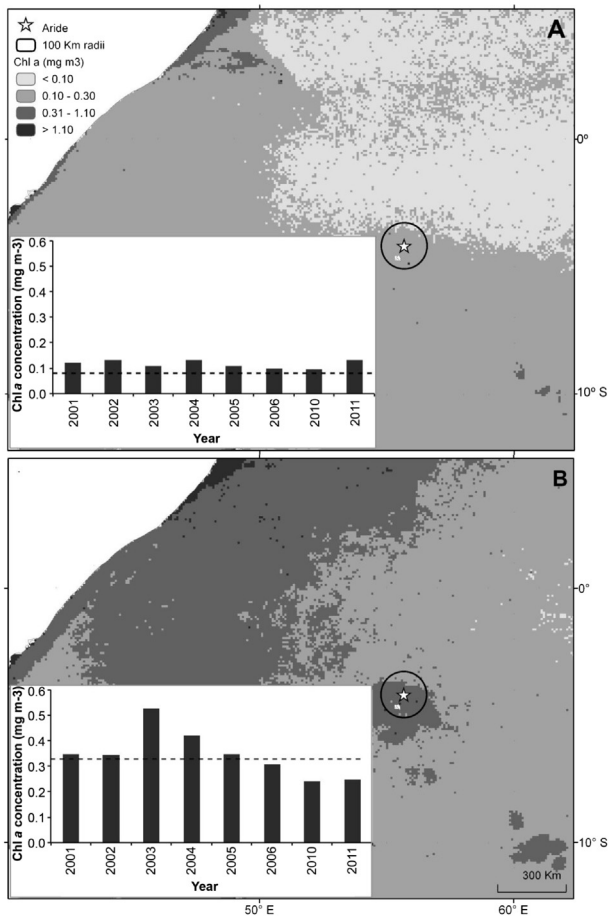 A
Aride
100 Km radii
Chl a (mg m3)
< 0.10
0.10 - 0.30
0.31 - 1.10
> 1.10
0°
10° S
Chl a concentration (mg m-3)
0.6
0.5
0.4
0.3
0.2
0.1
0.0
2001
2002
2003
2004
2005
2006
2010
2011
Year
B
0°
10° S
Chl a concentration (mg m-3)
0.6
0.5
0.4
0.3
0.2
0.1
0.0
2001
2002
2003
2004
2005
2006
2010
2011
Year
300 Km
50° E
60° E